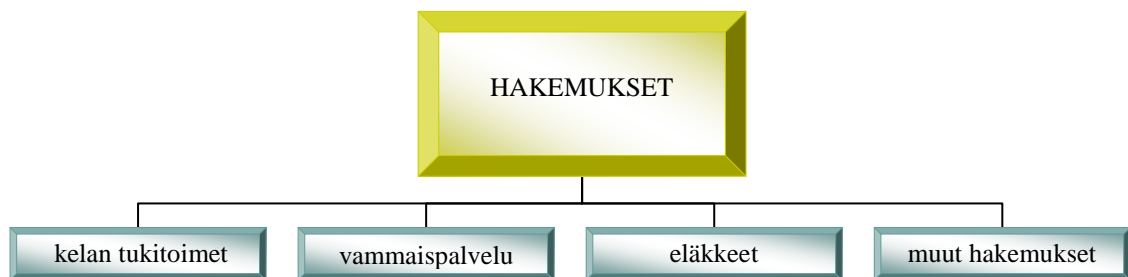 HAKEMUKSET
kelan tukitoimet
vammaispalvelu
eläkkeet
muut hakemukset